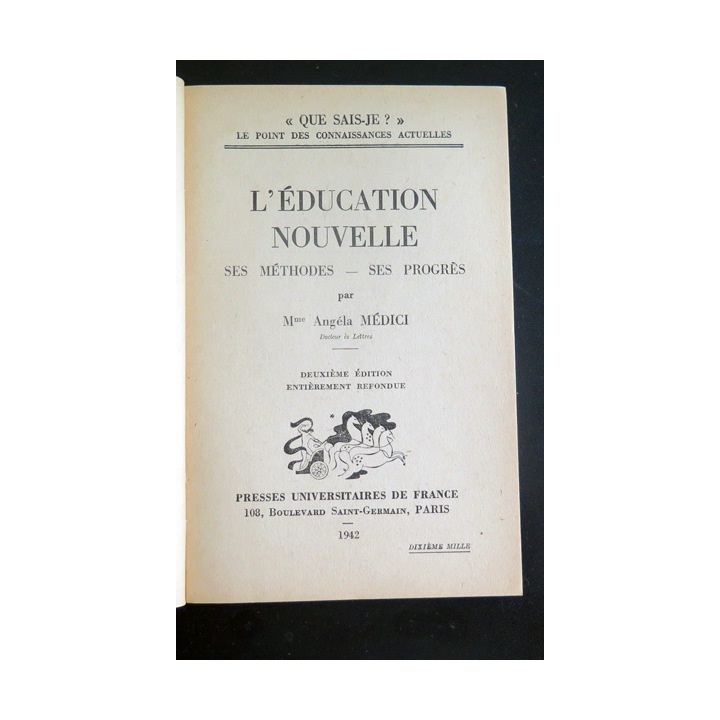 « QUE SAIS-JE ? »
LE POINT DES CONNAISSANCES ACTUELLES
L'ÉDUCATION
NOUVELLE
SES MÉTHODES — SES PROGRÈS
par
Mme Angéla MÉDICI
Docteur ès Lettres
DEUXIÈME ÉDITION
ENTIÈREMENT REFONDUE
PRESSES UNIVERSITAIRES DE FRANCE
108, BOULEVARD SAINT-GERMAIN, PARIS
1942
DIXIÈME MILLE